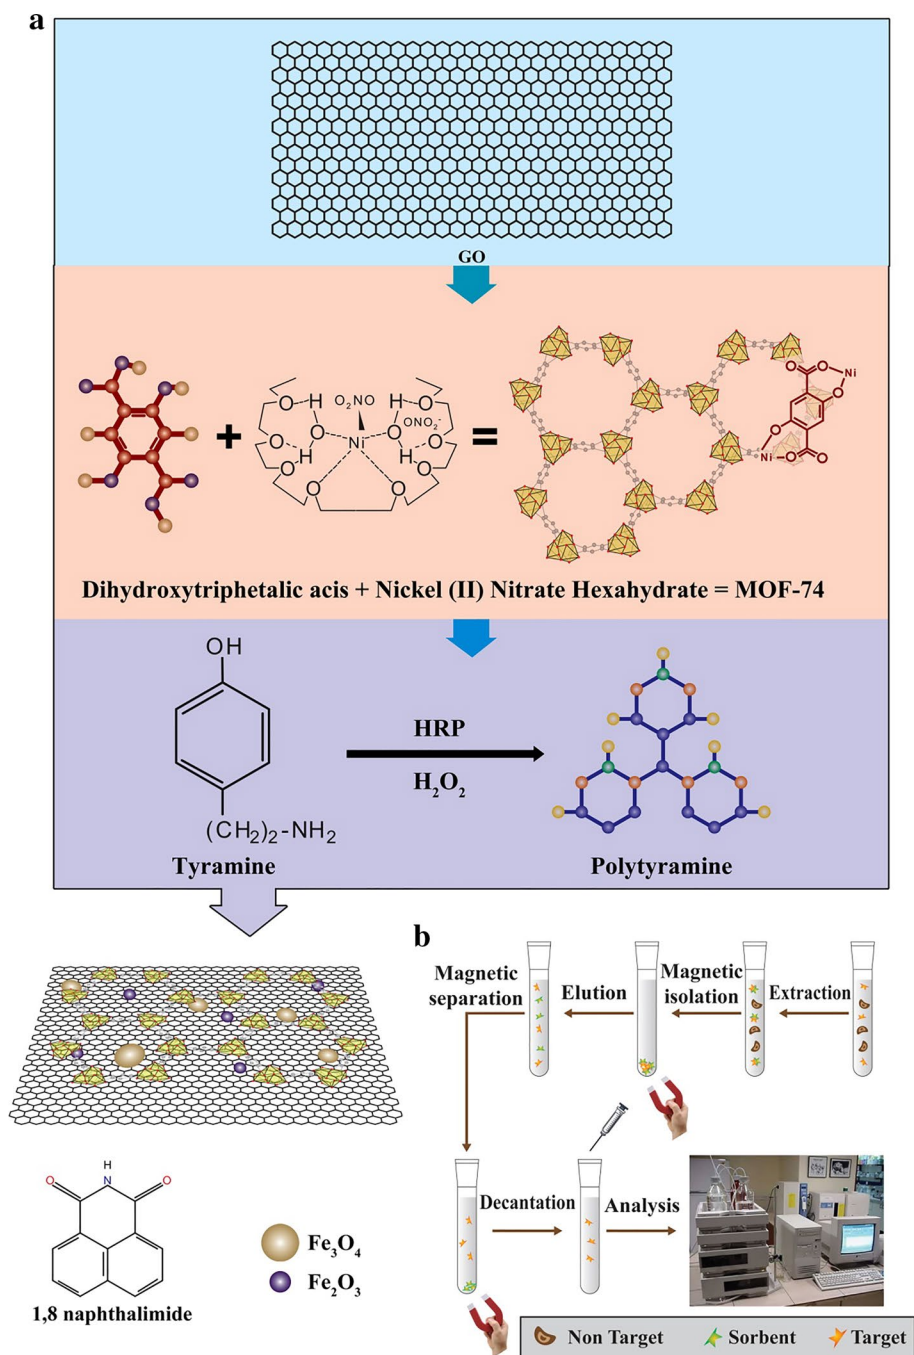 a
GO
O₂NO
H
H
O
O
ONO₂⁻
O
O
Ni
O
O
H
H
O
O
O
O
+
=
O
O
Ni
O
O
Ni
O
O
Dihydroxytriphetalic acis + Nickel (II) Nitrate Hexahydrate = MOF-74
OH
HRP
H₂O₂
(CH₂)₂-NH₂
Tyramine
Polytyramine
b
Magnetic
separation
Elution
Magnetic
isolation
Extraction
H
O
N
O
Fe₃O₄
Fe₂O₃
1,8 naphthalimide
Decantation
Analysis
Non Target
Sorbent
Target